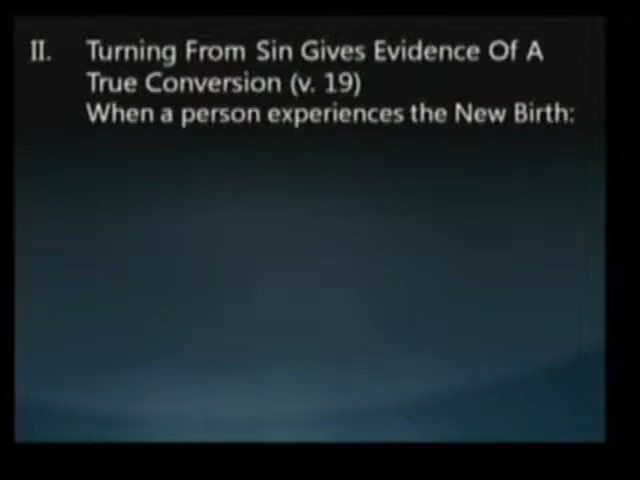 II. Turning From Sin Gives Evidence Of A
True Conversion (v. 19)
When a person experiences the New Birth: